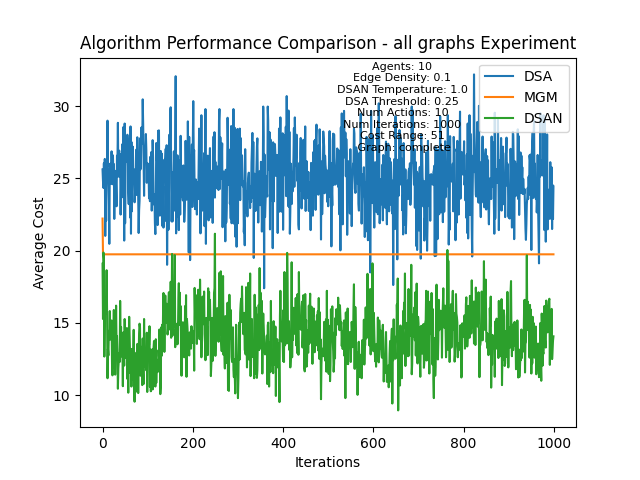 Algorithm Performance Comparison - all graphs Experiment
Agents: 10
Edge Density: 0.1
DSAN Temperature: 1.0
DSA Threshold: 0.25
Num Actions: 10
Num Iterations: 1000
Cost Range: 51
Graph: complete
DSA
MGM
DSAN
Average Cost
30
25
20
15
10
0
200
400
600
800
1000
Iterations